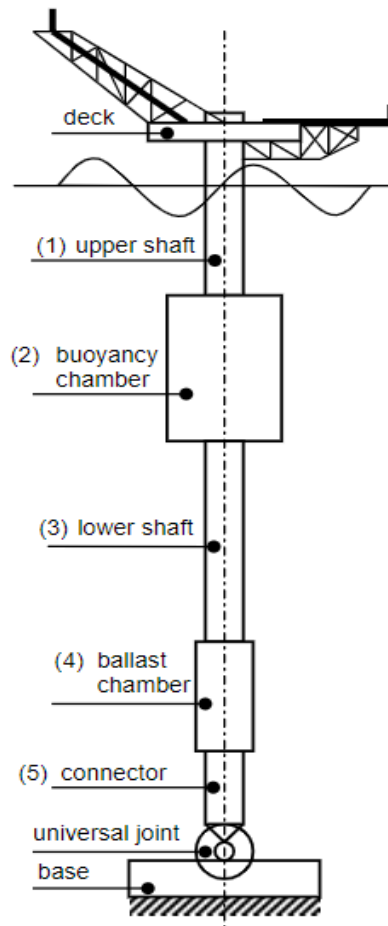 deck
(1) upper shaft
(2) buoyancy
chamber
(3) lower shaft
(4) ballast
chamber
(5) connector
universal joint
base